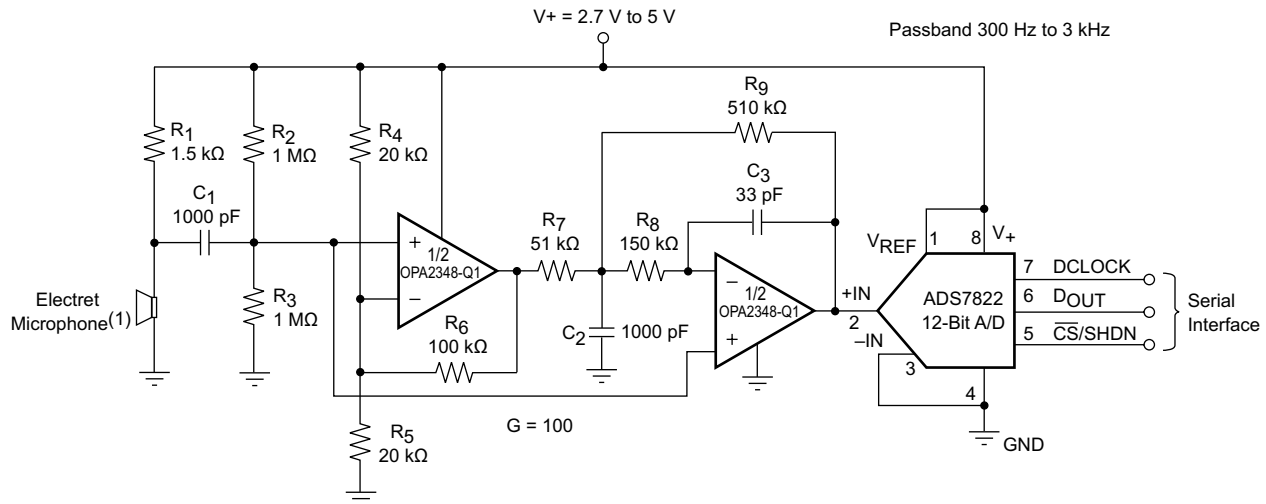 V+ = 2.7 V to 5 V
Passband 300 Hz to 3 kHz
R1
1.5 kΩ
R2
1 MΩ
R4
20 kΩ
R9
510 kΩ
C1
1000 pF
C3
33 pF
R7
51 kΩ
R8
150 kΩ
+
1/2
OPA2348-Q1
–
VREF
1
8
V+
7
DCLOCK
Electret
Microphone(1)
R3
1 MΩ
R6
100 kΩ
C2
1000 pF
–
1/2
OPA2348-Q1
+
+IN
2
–IN
3
ADS7822
12-Bit A/D
6
DOUT
5
CS/SHDN
Serial
Interface
4
G = 100
R5
20 kΩ
GND